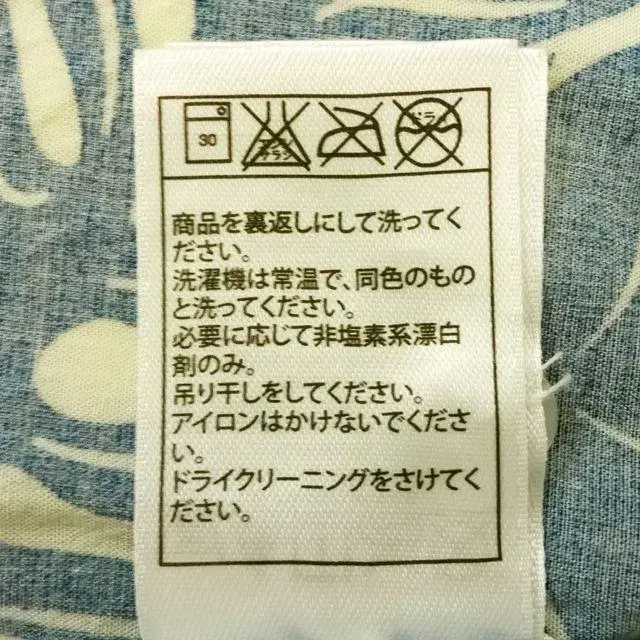 30
エンソ
サラシ
ドライ
商品を裏返しにして洗ってく
ださい。
洗濯機は常温で、同色のもの
と洗ってください。
必要に応じて非塩素系漂白
剤のみ。
吊り干しをしてください。
アイロンはかけないでくださ
い。
ドライクリーニングをさけてく
ださい。